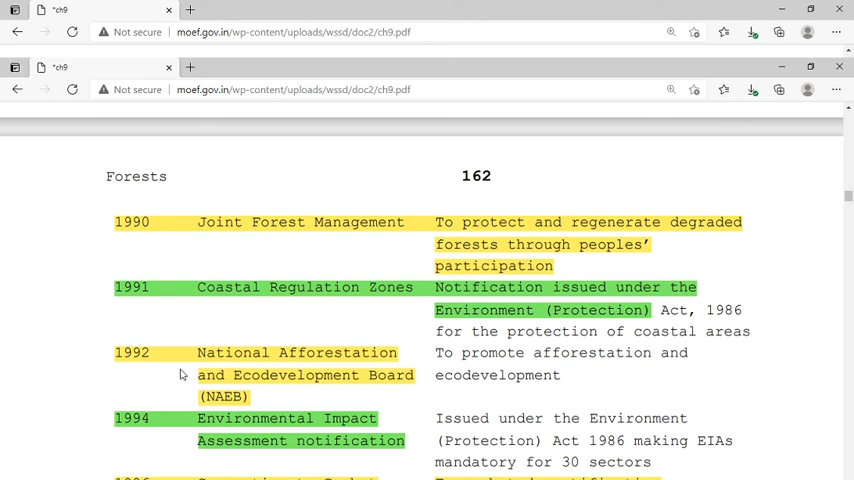 *ch9
Not secure | moef.gov.in/wp-content/uploads/wssd/doc2/ch9.pdf
*ch9
Not secure | moef.gov.in/wp-content/uploads/wssd/doc2/ch9.pdf
Forests 162
1990 Joint Forest Management To protect and regenerate degraded
forests through peoples’
participation
1991 Coastal Regulation Zones Notification issued under the
Environment (Protection) Act, 1986
for the protection of coastal areas
1992 National Afforestation To promote afforestation and
and Ecodevelopment Board ecodevelopment
(NAEB)
1994 Environmental Impact Issued under the Environment
Assessment notification (Protection) Act 1986 making EIAs
mandatory for 30 sectors